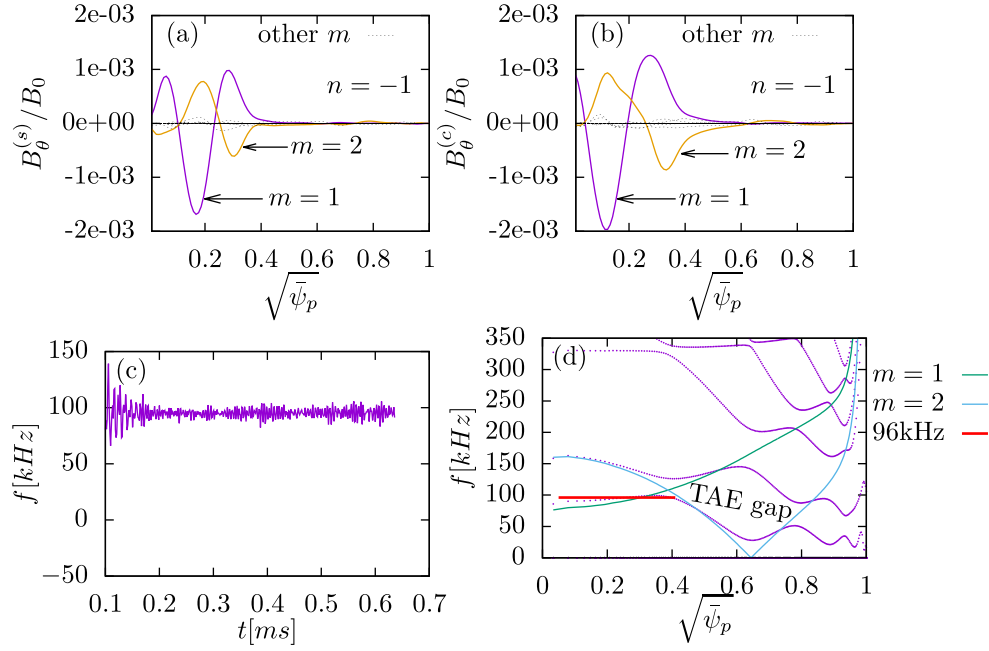 (a)
other m
n = −1
m = 2
m = 1
B_θ^(s)/B_0
1e-03
0e+00
-1e-03
-2e-03
0.2 0.4 0.6 0.8 1
√ψ̄_p
(b)
other m
n = −1
m = 2
m = 1
B_θ^(c)/B_0
1e-03
0e+00
-1e-03
-2e-03
0.2 0.4 0.6 0.8 1
√ψ̄_p
(c)
f[kHz]
150
100
50
0
−50
0.1 0.2 0.3 0.4 0.5 0.6 0.7
t[ms]
(d)
f[kHz]
350
300
250
200
150
100
50
0
TAE gap
0 0.2 0.4 0.6 0.8 1
√ψ̄_p
m = 1
m = 2
96kHz